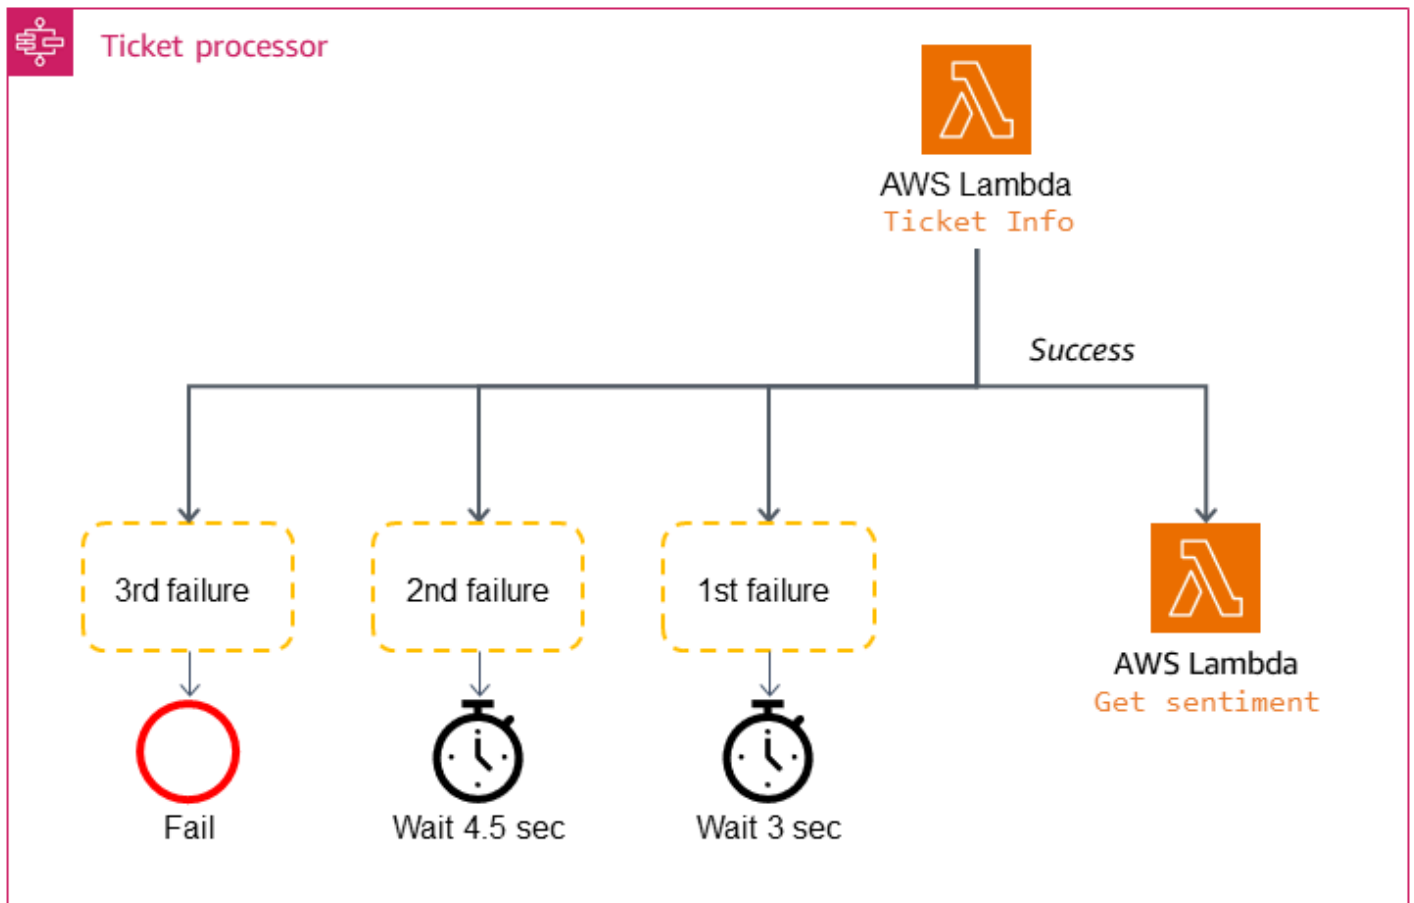 Ticket processor
AWS Lambda
Ticket Info
Success
3rd failure
2nd failure
1st failure
AWS Lambda
Get sentiment
Fail
Wait 4.5 sec
Wait 3 sec